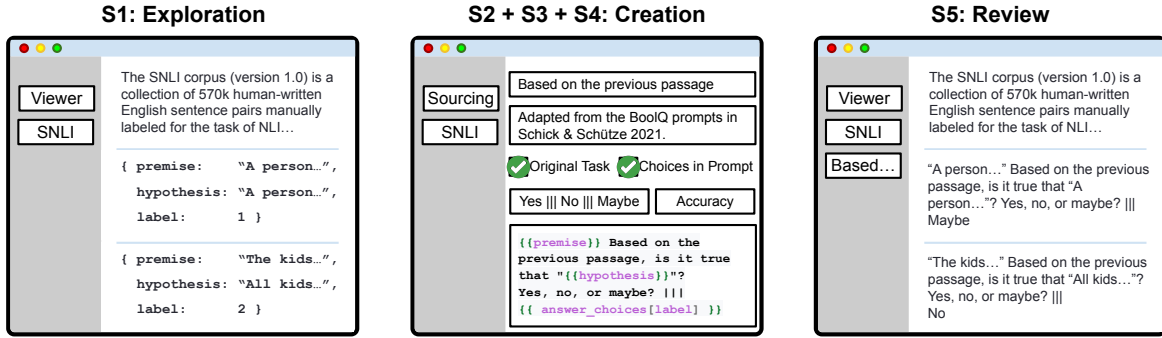 S1: Exploration
Viewer
SNLI
The SNLI corpus (version 1.0) is a
collection of 570k human-written
English sentence pairs manually
labeled for the task of NLI…
{ premise: “A person…”,
hypothesis: “A person…”,
label: 1 }
{ premise: “The kids…”,
hypothesis: “All kids…”,
label: 2 }
S2 + S3 + S4: Creation
Sourcing
SNLI
Based on the previous passage
Adapted from the BoolQ prompts in
Schick & Schütze 2021.
Original Task Choices in Prompt
Yes ||| No ||| Maybe Accuracy
{{premise}} Based on the
previous passage, is it true
that "{{hypothesis}}"?
Yes, no, or maybe? |||
{{ answer_choices[label] }}
S5: Review
Viewer
SNLI
Based…
The SNLI corpus (version 1.0) is a
collection of 570k human-written
English sentence pairs manually
labeled for the task of NLI…
“A person…” Based on the previous
passage, is it true that “A
person…”? Yes, no, or maybe? |||
Maybe
“The kids…” Based on the previous
passage, is it true that “All kids…”?
Yes, no, or maybe? |||
No